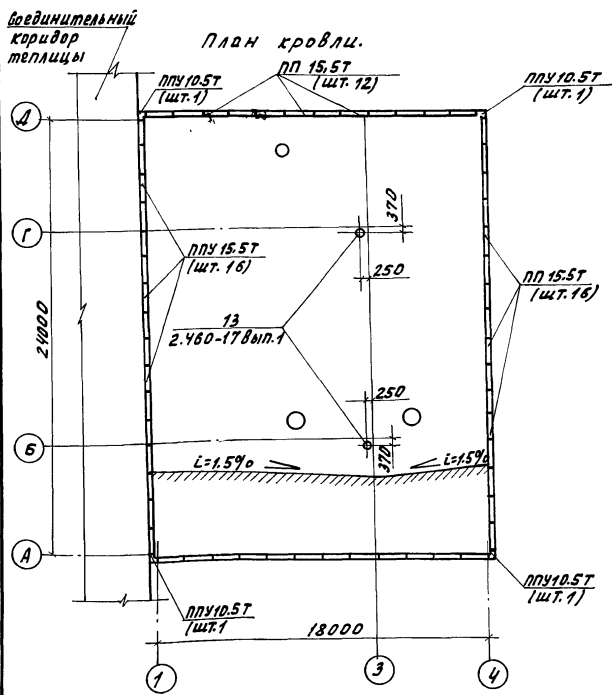 Соединительный
коридор
теплицы
План кровли.
ППУ10.5Т
(шт.1)
ПП 15,5Т
(шт.12)
ППУ10.5Т
(шт.1)
Д
370
Г
ППУ15.5Т
(шт.16)
250
ПП 15.5Т
(шт.16)
24000
13
2.460-17вып.1
250
Б
370
i=1.5%
i=1.5%
А
ППУ10.5Т
(шт.1
ППУ10.5Т
(шт.1)
18000
1
3
4